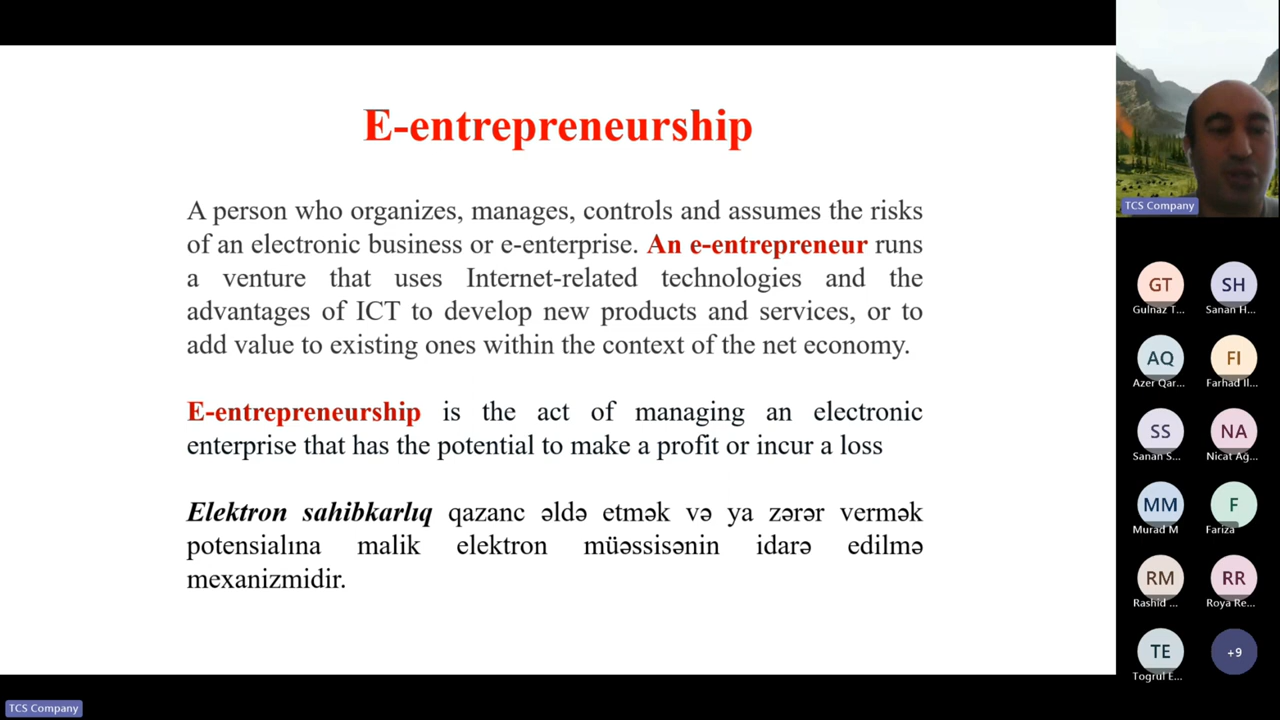 E-entrepreneurship
A person who organizes, manages, controls and assumes the risks
of an electronic business or e-enterprise. An e-entrepreneur runs
a venture that uses Internet-related technologies and the
advantages of ICT to develop new products and services, or to
add value to existing ones within the context of the net economy.
E-entrepreneurship is the act of managing an electronic
enterprise that has the potential to make a profit or incur a loss
Elektron sahibkarlıq qazanc əldə etmək və ya zərər vermək
potensialına malik elektron müəssisənin idarə edilmə
mexanizmidir.
TCS Company
GT
Gulnaz T...
SH
Sanan H...
AQ
Azer Qar...
FI
Farhad Il...
SS
Sanan S...
NA
Nicat Ağ...
MM
Murad M
F
Fariza
RM
Rashid ...
RR
Roya Re...
TE
Togrul E...
+9
TCS Company